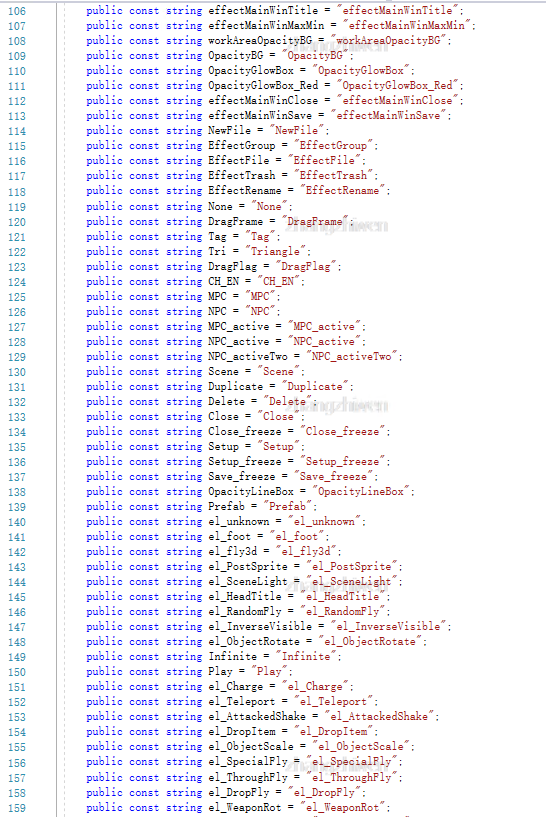 106 public const string effectMainWinTitle = "effectMainWinTitle";
107 public const string effectMainWinMaxMin = "effectMainWinMaxMin";
108 public const string workAreaOpacityBG = "workAreaOpacityBG";
109 public const string OpacityBG = "OpacityBG";
110 public const string OpacityGlowBox = "OpacityGlowBox";
111 public const string OpacityGlowBox_Red = "OpacityGlowBox_Red";
112 public const string effectMainWinClose = "effectMainWinClose";
113 public const string effectMainWinSave = "effectMainWinSave";
114 public const string NewFile = "NewFile";
115 public const string EffectGroup = "EffectGroup";
116 public const string EffectFile = "EffectFile";
117 public const string EffectTrash = "EffectTrash";
118 public const string EffectRename = "EffectRename";
119 public const string None = "None";
120 public const string DragFrame = "DragFrame";
121 public const string Tag = "Tag";
122 public const string Tri = "Triangle";
123 public const string DragFlag = "DragFlag";
124 public const string CH_EN = "CH_EN";
125 public const string MPC = "MPC";
126 public const string NPC = "NPC";
127 public const string MPC_active = "MPC_active";
128 public const string NPC_active = "NPC_active";
129 public const string NPC_activeTwo = "NPC_activeTwo";
130 public const string Scene = "Scene";
131 public const string Duplicate = "Duplicate";
132 public const string Delete = "Delete";
133 public const string Close = "Close";
134 public const string Close_freeze = "Close_freeze";
135 public const string Setup = "Setup";
136 public const string Setup_freeze = "Setup_freeze";
137 public const string Save_freeze = "Save_freeze";
138 public const string OpacityLineBox = "OpacityLineBox";
139 public const string Prefab = "Prefab";
140 public const string el_unknown = "el_unknown";
141 public const string el_foot = "el_foot";
142 public const string el_fly3d = "el_fly3d";
143 public const string el_PostSprite = "el_PostSprite";
144 public const string el_SceneLight = "el_SceneLight";
145 public const string el_HeadTitle = "el_HeadTitle";
146 public const string el_RandomFly = "el_RandomFly";
147 public const string el_InverseVisible = "el_InverseVisible";
148 public const string el_ObjectRotate = "el_ObjectRotate";
149 public const string Infinite = "Infinite";
150 public const string Play = "Play";
151 public const string el_Charge = "el_Charge";
152 public const string el_Teleport = "el_Teleport";
153 public const string el_AttackedShake = "el_AttackedShake";
154 public const string el_DropItem = "el_DropItem";
155 public const string el_ObjectScale = "el_ObjectScale";
156 public const string el_SpecialFly = "el_SpecialFly";
157 public const string el_ThroughFly = "el_ThroughFly";
158 public const string el_DropFly = "el_DropFly";
159 public const string el_WeaponRot = "el_WeaponRot";